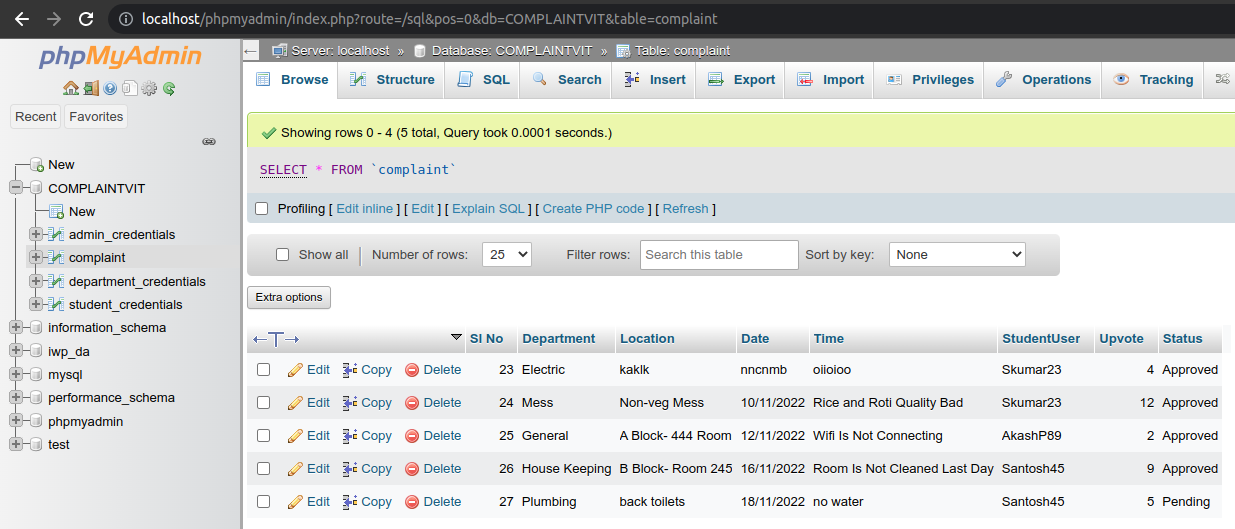 localhost/phpmyadmin/index.php?route=/sql&pos=0&db=COMPLAINTVIT&table=complaint
phpMyAdmin
Recent Favorites
New
COMPLAINTVIT
New
admin_credentials
complaint
department_credentials
student_credentials
information_schema
iwp_da
mysql
performance_schema
phpmyadmin
test
Server: localhost » Database: COMPLAINTVIT » Table: complaint
Browse Structure SQL Search Insert Export Import Privileges Operations Tracking
Showing rows 0 - 4 (5 total, Query took 0.0001 seconds.)
SELECT * FROM `complaint`
Profiling [ Edit inline ] [ Edit ] [ Explain SQL ] [ Create PHP code ] [ Refresh ]
Show all Number of rows: 25 Filter rows: Search this table Sort by key: None
Extra options
Sl No Department Location Date Time StudentUser Upvote Status
Edit Copy Delete 23 Electric kaklk nncnmb oiioioo Skumar23 4 Approved
Edit Copy Delete 24 Mess Non-veg Mess 10/11/2022 Rice and Roti Quality Bad Skumar23 12 Approved
Edit Copy Delete 25 General A Block- 444 Room 12/11/2022 Wifi Is Not Connecting AkashP89 2 Approved
Edit Copy Delete 26 House Keeping B Block- Room 245 16/11/2022 Room Is Not Cleaned Last Day Santosh45 9 Approved
Edit Copy Delete 27 Plumbing back toilets 18/11/2022 no water Santosh45 5 Pending